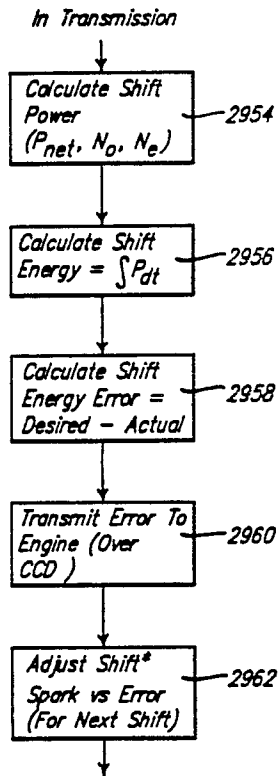 In Transmission
Calculate Shift
Power
(Pnet, No, Ne)
2954
Calculate Shift
Energy = ∫Pdt
2956
Calculate Shift
Energy Error =
Desired - Actual
2958
Transmit Error To
Engine (Over
CCD )
2960
Adjust Shift*
Spark vs Error
(For Next Shift)
2962